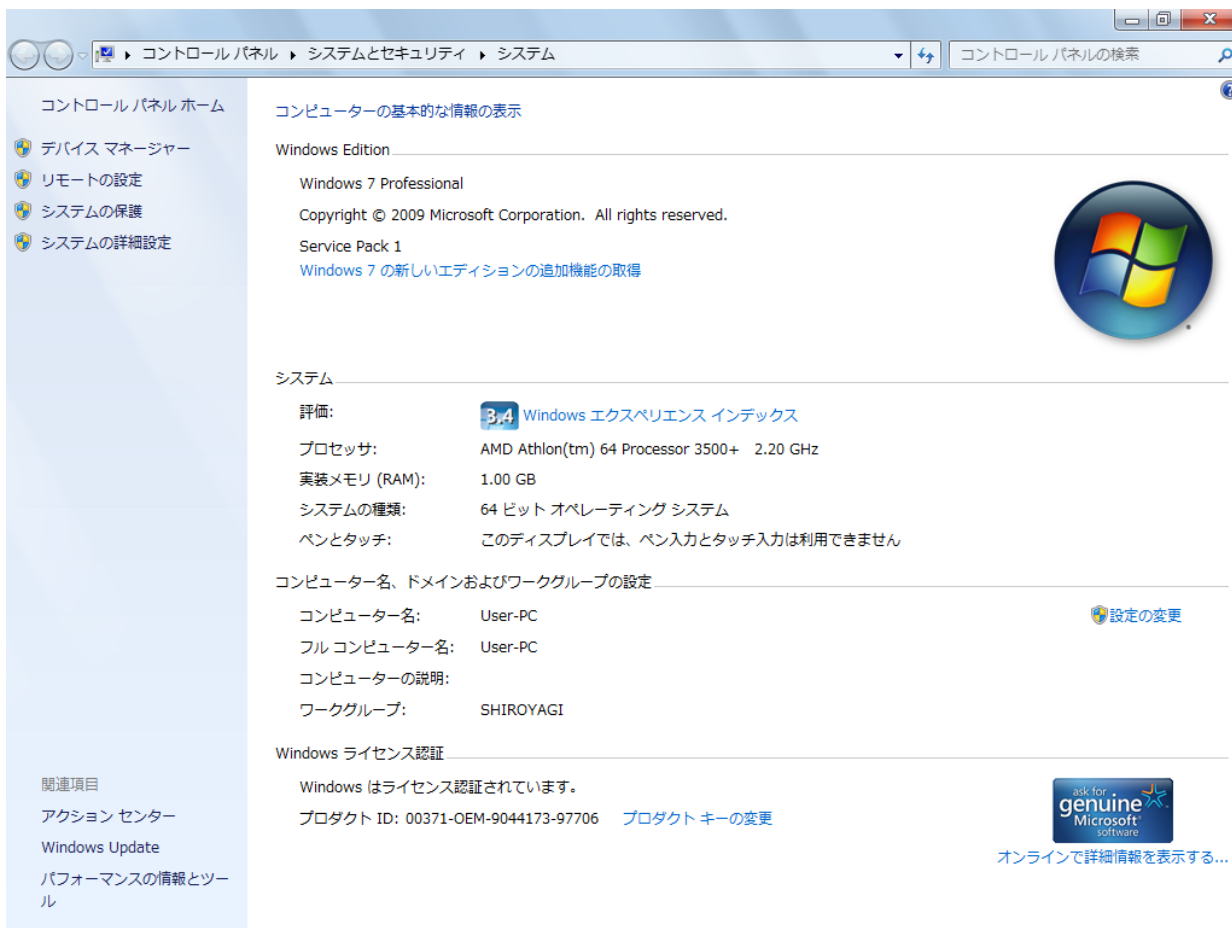 コントロール パネル ▸ システムとセキュリティ ▸ システム
コントロール パネルの検索
コントロール パネル ホーム
デバイス マネージャー
リモートの設定
システムの保護
システムの詳細設定
コンピューターの基本的な情報の表示
Windows Edition
Windows 7 Professional
Copyright © 2009 Microsoft Corporation. All rights reserved.
Service Pack 1
Windows 7 の新しいエディションの追加機能の取得
システム
評価: 3.4 Windows エクスペリエンス インデックス
プロセッサ: AMD Athlon(tm) 64 Processor 3500+ 2.20 GHz
実装メモリ (RAM): 1.00 GB
システムの種類: 64 ビット オペレーティング システム
ペンとタッチ: このディスプレイでは、ペン入力とタッチ入力は利用できません
コンピューター名、ドメインおよびワークグループの設定
コンピューター名: User-PC 設定の変更
フル コンピューター名: User-PC
コンピューターの説明:
ワークグループ: SHIROYAGI
Windows ライセンス認証
Windows はライセンス認証されています。
プロダクト ID: 00371-OEM-9044173-97706 プロダクト キーの変更
ask for
genuine
Microsoft
software
オンラインで詳細情報を表示する...
関連項目
アクション センター
Windows Update
パフォーマンスの情報とツー
ル